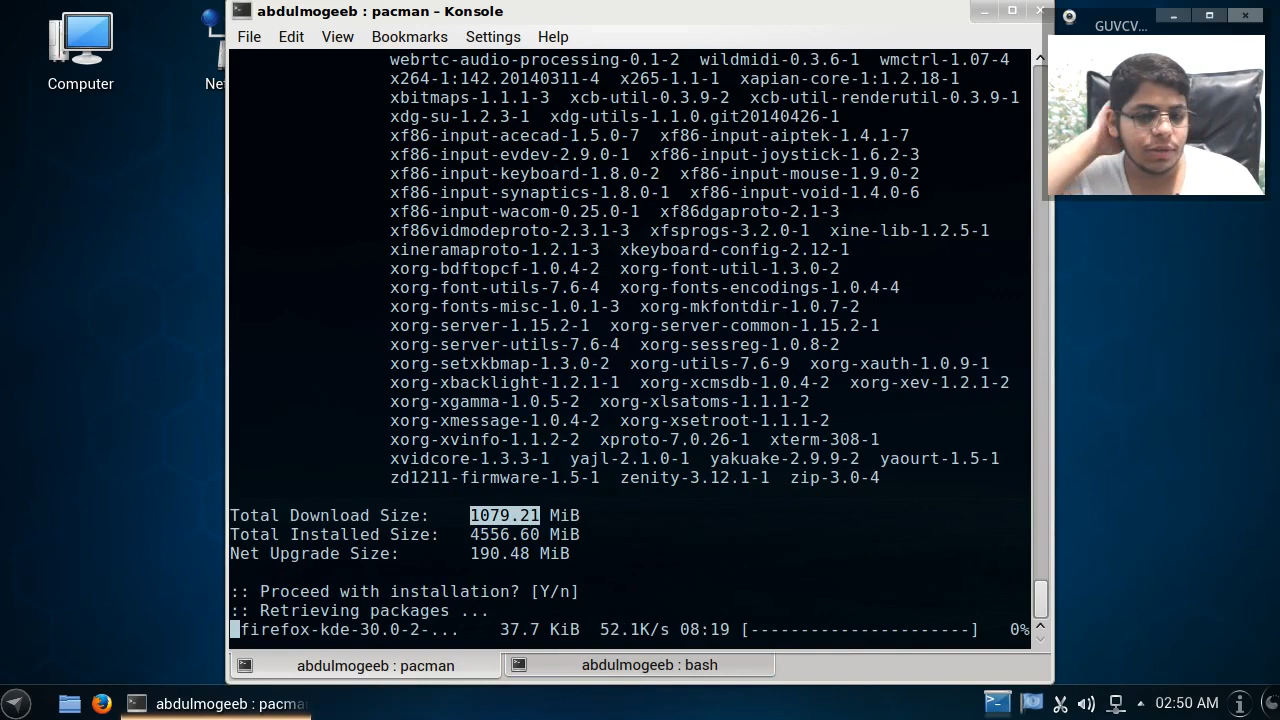 abdulmogeeb : pacman – Konsole
GUVCV...
File Edit View Bookmarks Settings Help
Computer
Ne
webrtc-audio-processing-0.1-2 wildmidi-0.3.6-1 wmctrl-1.07-4
x264-1:142.20140311-4 x265-1.1-1 xapian-core-1:1.2.18-1
xbitmaps-1.1.1-3 xcb-util-0.3.9-2 xcb-util-renderutil-0.3.9-1
xdg-su-1.2.3-1 xdg-utils-1.1.0.git20140426-1
xf86-input-acecad-1.5.0-7 xf86-input-aiptek-1.4.1-7
xf86-input-evdev-2.9.0-1 xf86-input-joystick-1.6.2-3
xf86-input-keyboard-1.8.0-2 xf86-input-mouse-1.9.0-2
xf86-input-synaptics-1.8.0-1 xf86-input-void-1.4.0-6
xf86-input-wacom-0.25.0-1 xf86dgaproto-2.1-3
xf86vidmodeproto-2.3.1-3 xfsprogs-3.2.0-1 xine-lib-1.2.5-1
xineramaproto-1.2.1-3 xkeyboard-config-2.12-1
xorg-bdftopcf-1.0.4-2 xorg-font-util-1.3.0-2
xorg-font-utils-7.6-4 xorg-fonts-encodings-1.0.4-4
xorg-fonts-misc-1.0.1-3 xorg-mkfontdir-1.0.7-2
xorg-server-1.15.2-1 xorg-server-common-1.15.2-1
xorg-server-utils-7.6-4 xorg-sessreg-1.0.8-2
xorg-setxkbmap-1.3.0-2 xorg-utils-7.6-9 xorg-xauth-1.0.9-1
xorg-xbacklight-1.2.1-1 xorg-xcmsdb-1.0.4-2 xorg-xev-1.2.1-2
xorg-xgamma-1.0.5-2 xorg-xlsatoms-1.1.1-2
xorg-xmessage-1.0.4-2 xorg-xsetroot-1.1.1-2
xorg-xvinfo-1.1.2-2 xproto-7.0.26-1 xterm-308-1
xvidcore-1.3.3-1 yajl-2.1.0-1 yakuake-2.9.9-2 yaourt-1.5-1
zd1211-firmware-1.5-1 zenity-3.12.1-1 zip-3.0-4
Total Download Size: 1079.21 MiB
Total Installed Size: 4556.60 MiB
Net Upgrade Size: 190.48 MiB
:: Proceed with installation? [Y/n]
:: Retrieving packages ...
firefox-kde-30.0-2-... 37.7 KiB 52.1K/s 08:19 [-----------------------] 0%
abdulmogeeb : pacman abdulmogeeb : bash
abdulmogeeb : pacma 02:50 AM